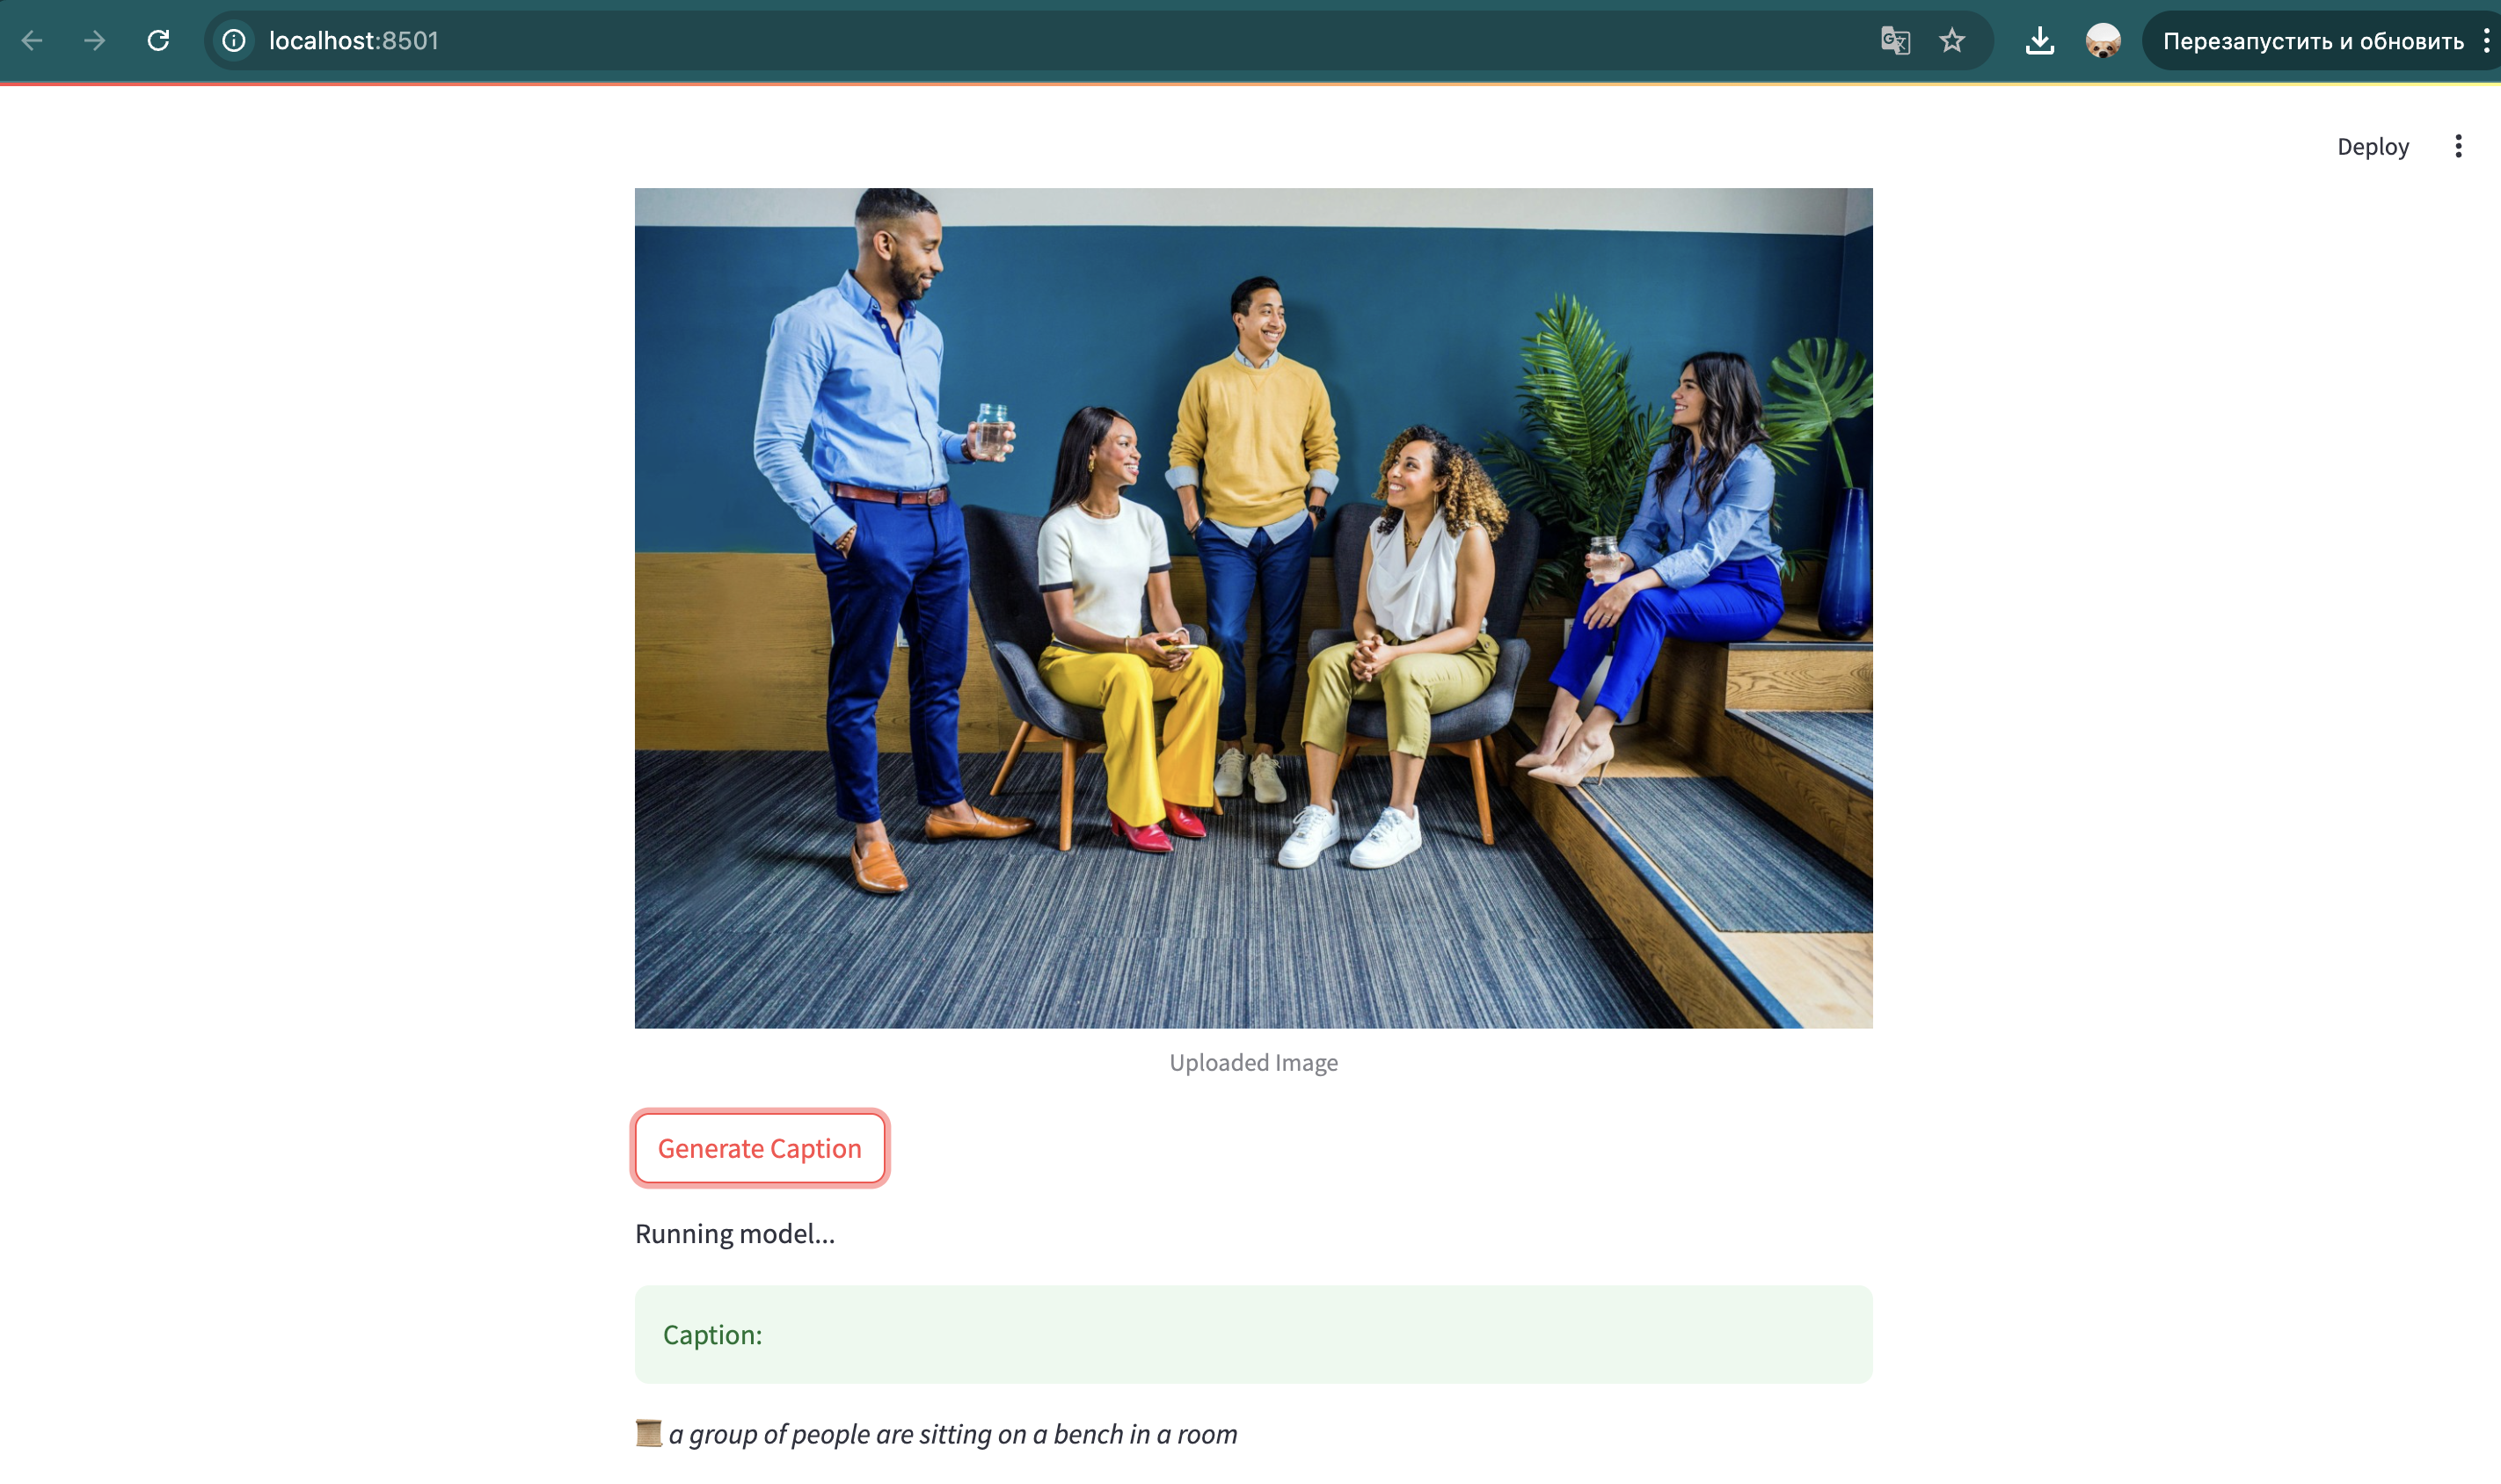 localhost:8501
Перезапустить и обновить
Deploy
Uploaded Image
Generate Caption
Running model...
Caption:
a group of people are sitting on a bench in a room